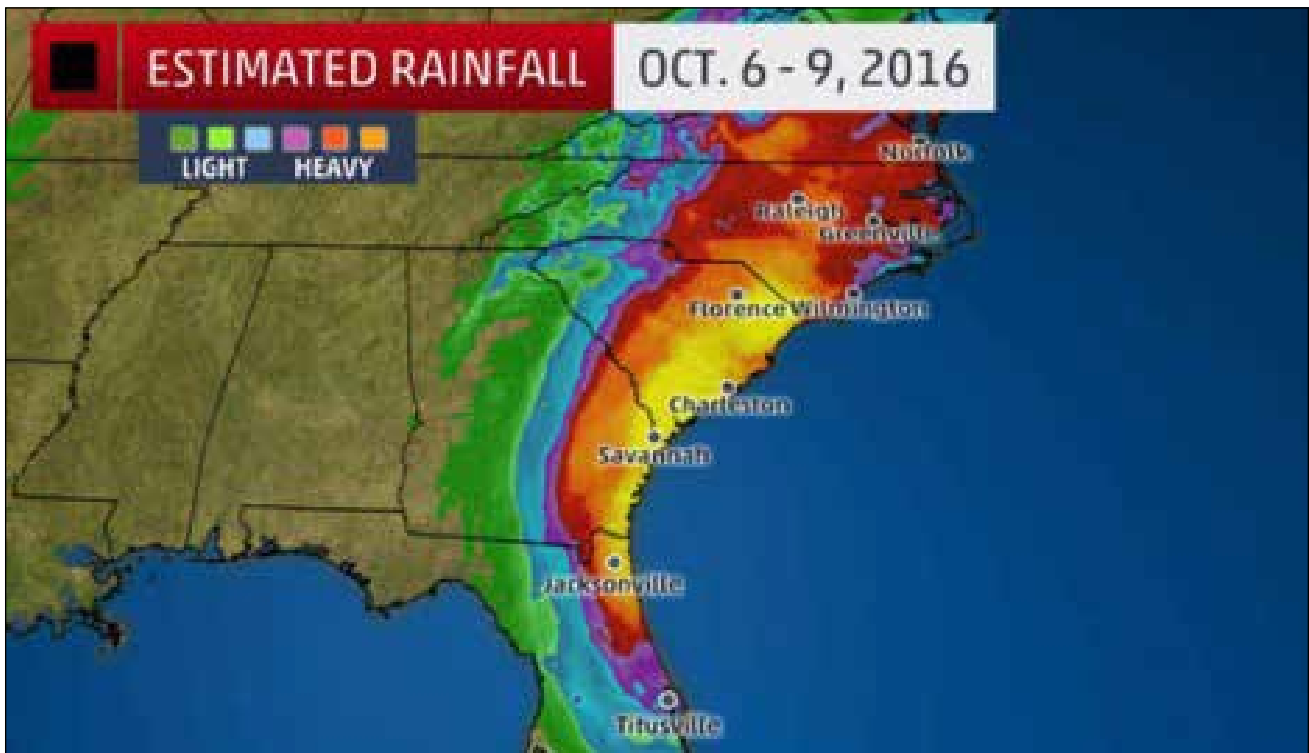 ESTIMATED RAINFALL OCT. 6 - 9, 2016
LIGHT HEAVY
Norfolk
Raleigh
Greenville
Florence Wilmington
Charleston
Savannah
Jacksonville
Titusville